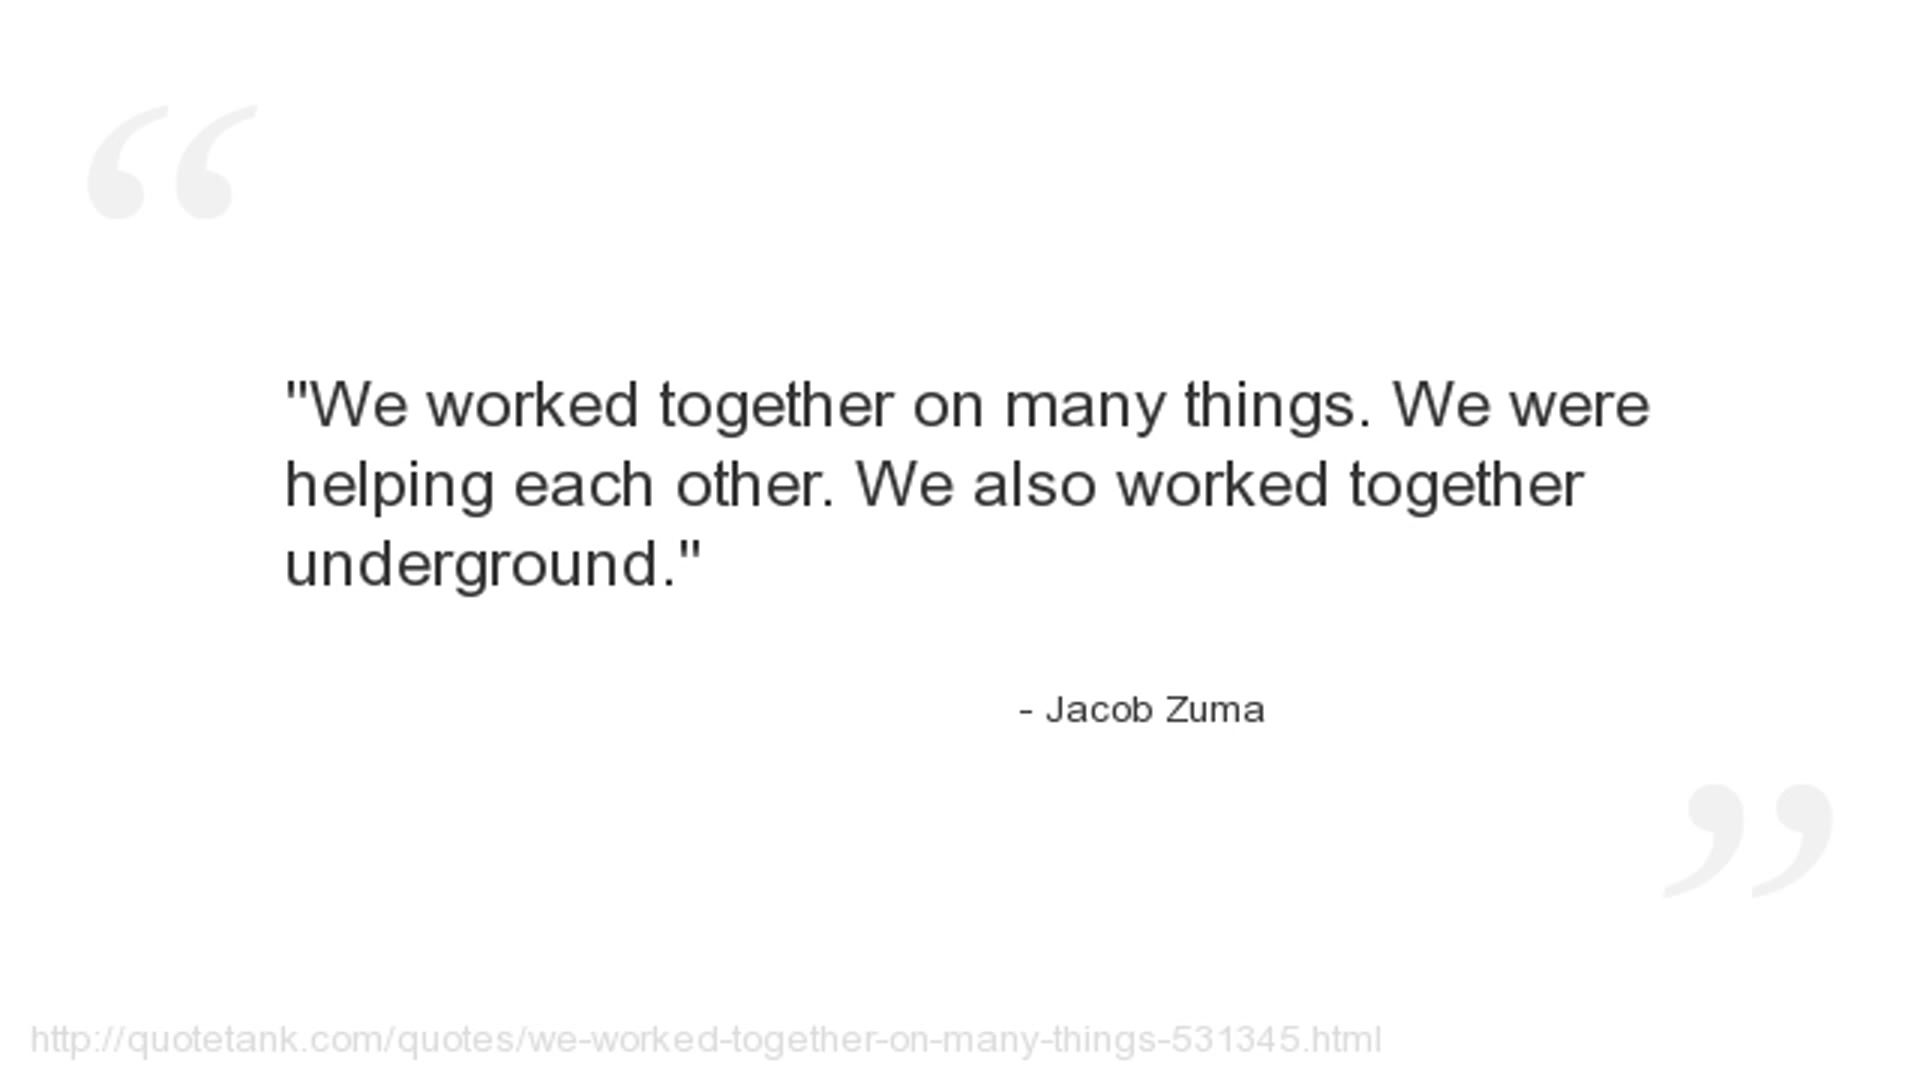 "We worked together on many things. We were
helping each other. We also worked together
underground."
- Jacob Zuma
http://quotetank.com/quotes/we-worked-together-on-many-things-531345.html